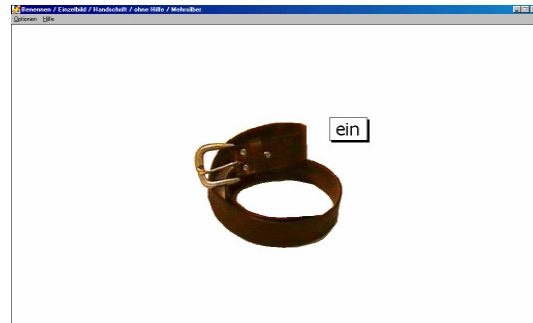 Benennen / Einzelbild / Handschrift / ohne Hilfe / Mehrsilber
Optionen Hilfe
ein